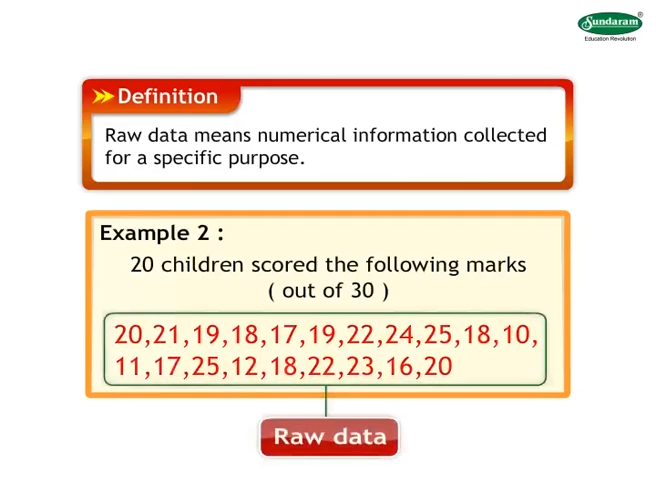 Sundaram®
Education Revolution
Definition
Raw data means numerical information collected
for a specific purpose.
Example 2 :
20 children scored the following marks
( out of 30 )
20,21,19,18,17,19,22,24,25,18,10,
11,17,25,12,18,22,23,16,20
Raw data